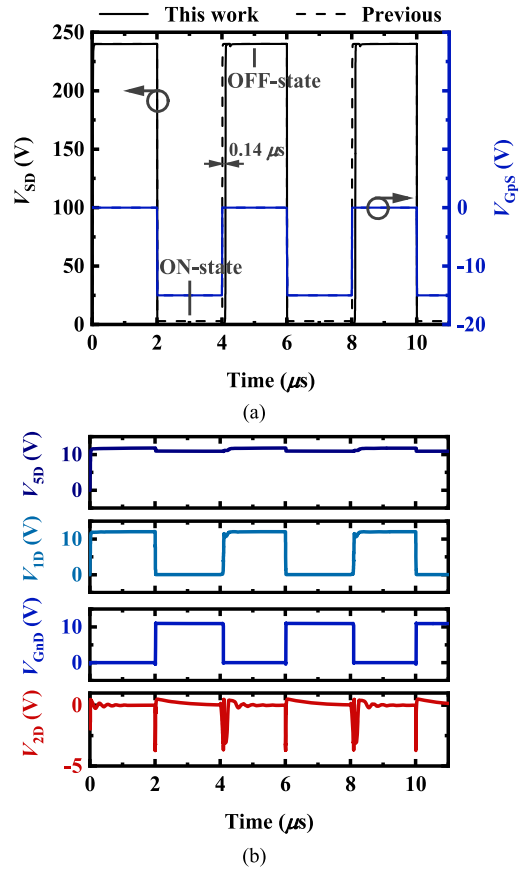 This work Previous
250
200
150
100
50
0
V_SD (V)
OFF-state
0.14 μs
ON-state
0
-10
-20
V_GpS (V)
0 2 4 6 8 10
Time (μs)
(a)
10
0
V_5D (V)
10
0
V_1D (V)
10
0
V_GnD (V)
0
-5
V_2D (V)
0 2 4 6 8 10
Time (μs)
(b)